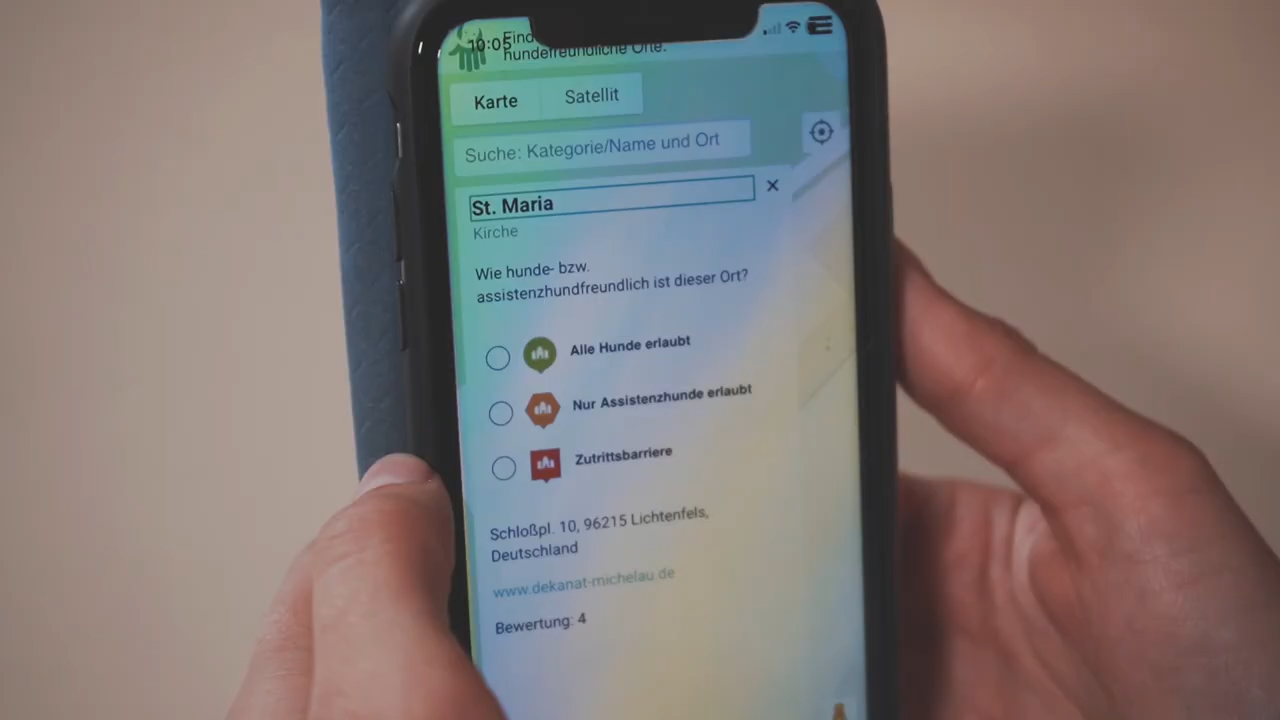 10:05
Find
hundefreundliche Orte.
Karte
Satellit
Suche: Kategorie/Name und Ort
St. Maria
Kirche
Wie hunde- bzw.
assistenzhundfreundlich ist dieser Ort?
Alle Hunde erlaubt
Nur Assistenzhunde erlaubt
Zutrittsbarriere
Schloßpl. 10, 96215 Lichtenfels,
Deutschland
www.dekanat-michelau.de
Bewertung: 4